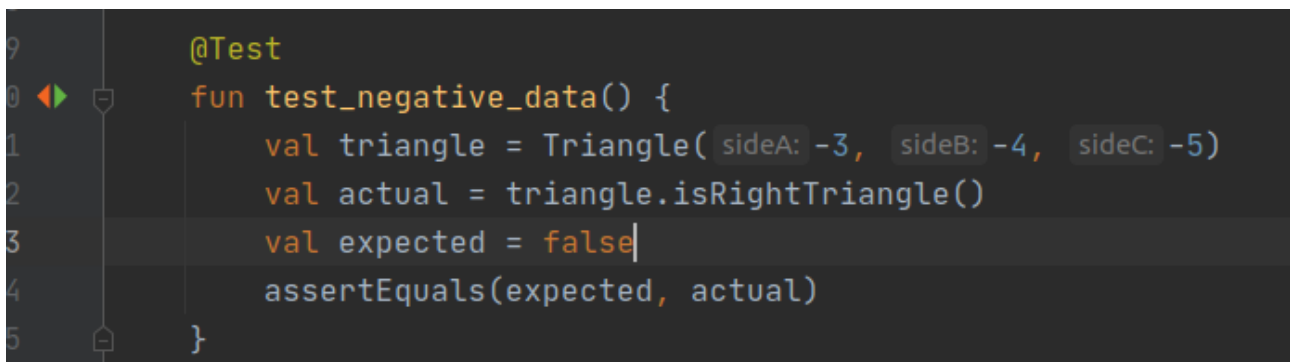 9 @Test
0 fun test_negative_data() {
1 val triangle = Triangle( sideA: -3, sideB: -4, sideC: -5)
2 val actual = triangle.isRightTriangle()
3 val expected = false
4 assertEquals(expected, actual)
5 }